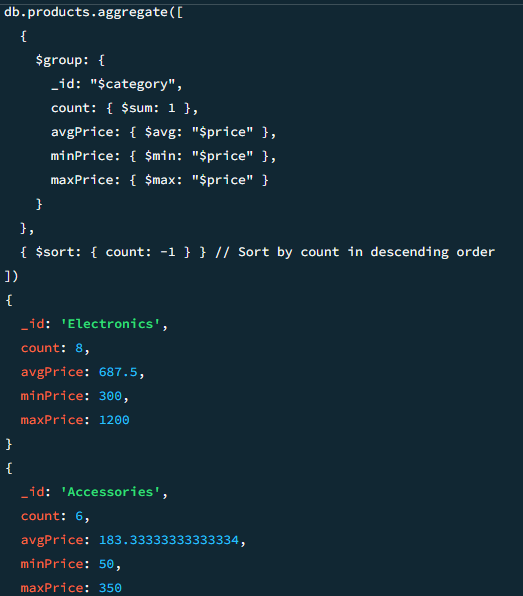 db.products.aggregate([
  {
    $group: {
      _id: "$category",
      count: { $sum: 1 },
      avgPrice: { $avg: "$price" },
      minPrice: { $min: "$price" },
      maxPrice: { $max: "$price" }
    }
  },
  { $sort: { count: -1 } } // Sort by count in descending order
])
{
  _id: 'Electronics',
  count: 8,
  avgPrice: 687.5,
  minPrice: 300,
  maxPrice: 1200
}
{
  _id: 'Accessories',
  count: 6,
  avgPrice: 183.33333333333334,
  minPrice: 50,
  maxPrice: 350